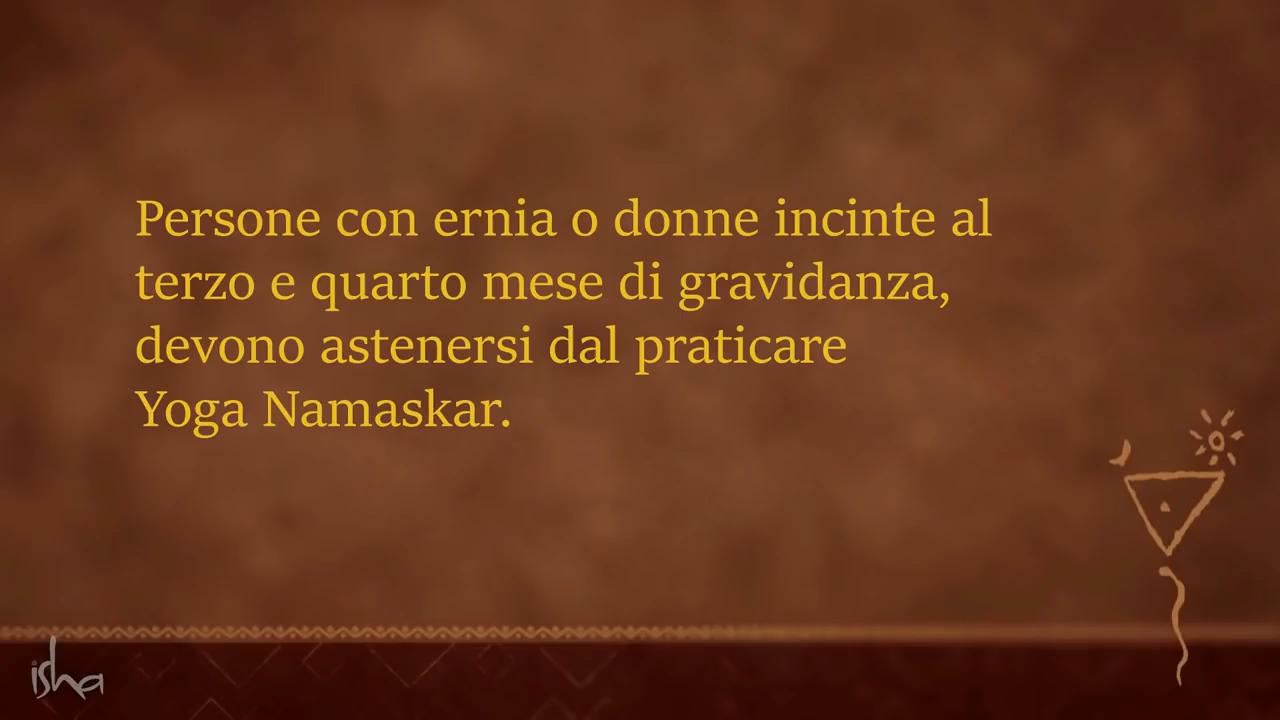 Persone con ernia o donne incinte al
terzo e quarto mese di gravidanza,
devono astenersi dal praticare
Yoga Namaskar.
isha